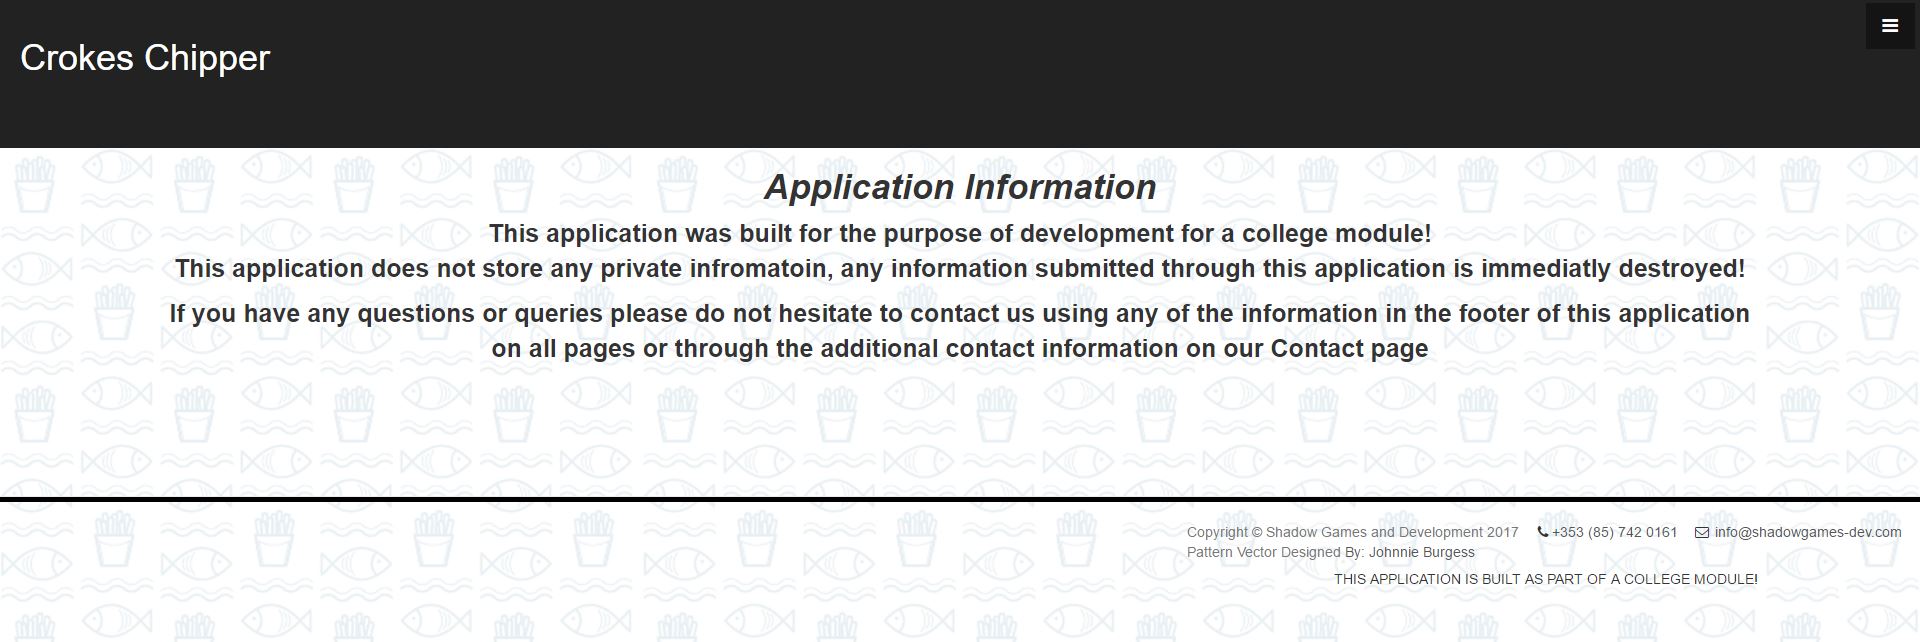 Crokes Chipper
Application Information
This application was built for the purpose of development for a college module!
This application does not store any private infromatoin, any information submitted through this application is immediatly destroyed!
If you have any questions or queries please do not hesitate to contact us using any of the information in the footer of this application
on all pages or through the additional contact information on our Contact page
Copyright © Shadow Games and Development 2017 +353 (85) 742 0161 info@shadowgames-dev.com
Pattern Vector Designed By: Johnnie Burgess
THIS APPLICATION IS BUILT AS PART OF A COLLEGE MODULE!